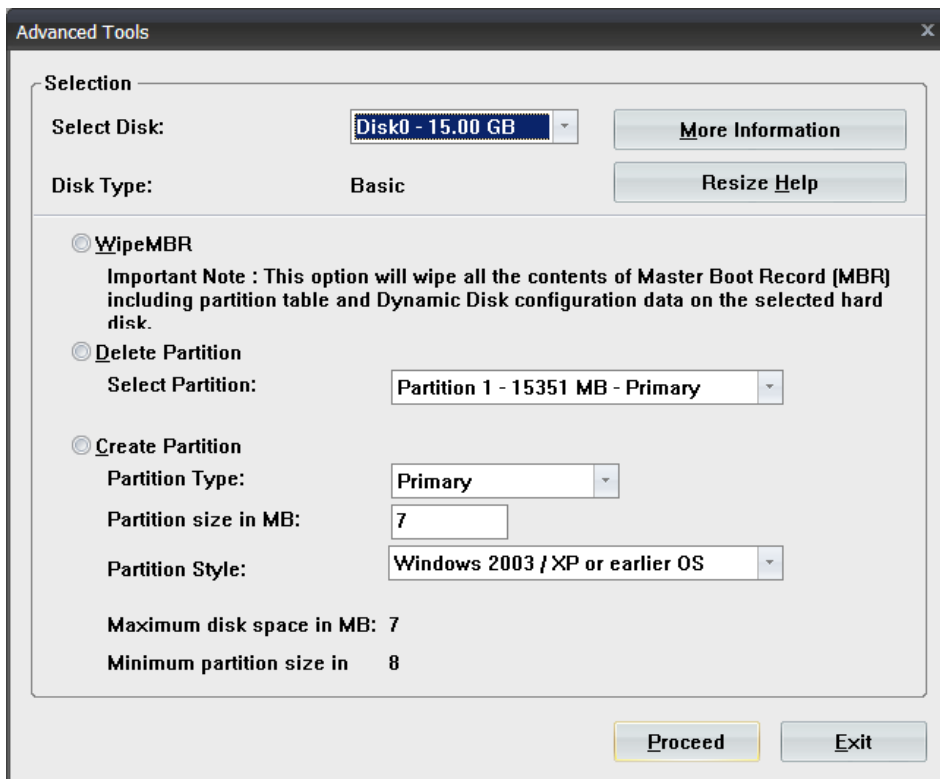 Advanced Tools
x
Selection
Select Disk:
Disk0 - 15.00 GB
More Information
Disk Type:
Basic
Resize Help
WipeMBR
Important Note : This option will wipe all the contents of Master Boot Record (MBR)
including partition table and Dynamic Disk configuration data on the selected hard
disk.
Delete Partition
Select Partition:
Partition 1 - 15351 MB - Primary
Create Partition
Partition Type:
Primary
Partition size in MB:
7
Partition Style:
Windows 2003 / XP or earlier OS
Maximum disk space in MB: 7
Minimum partition size in 8
Proceed
Exit